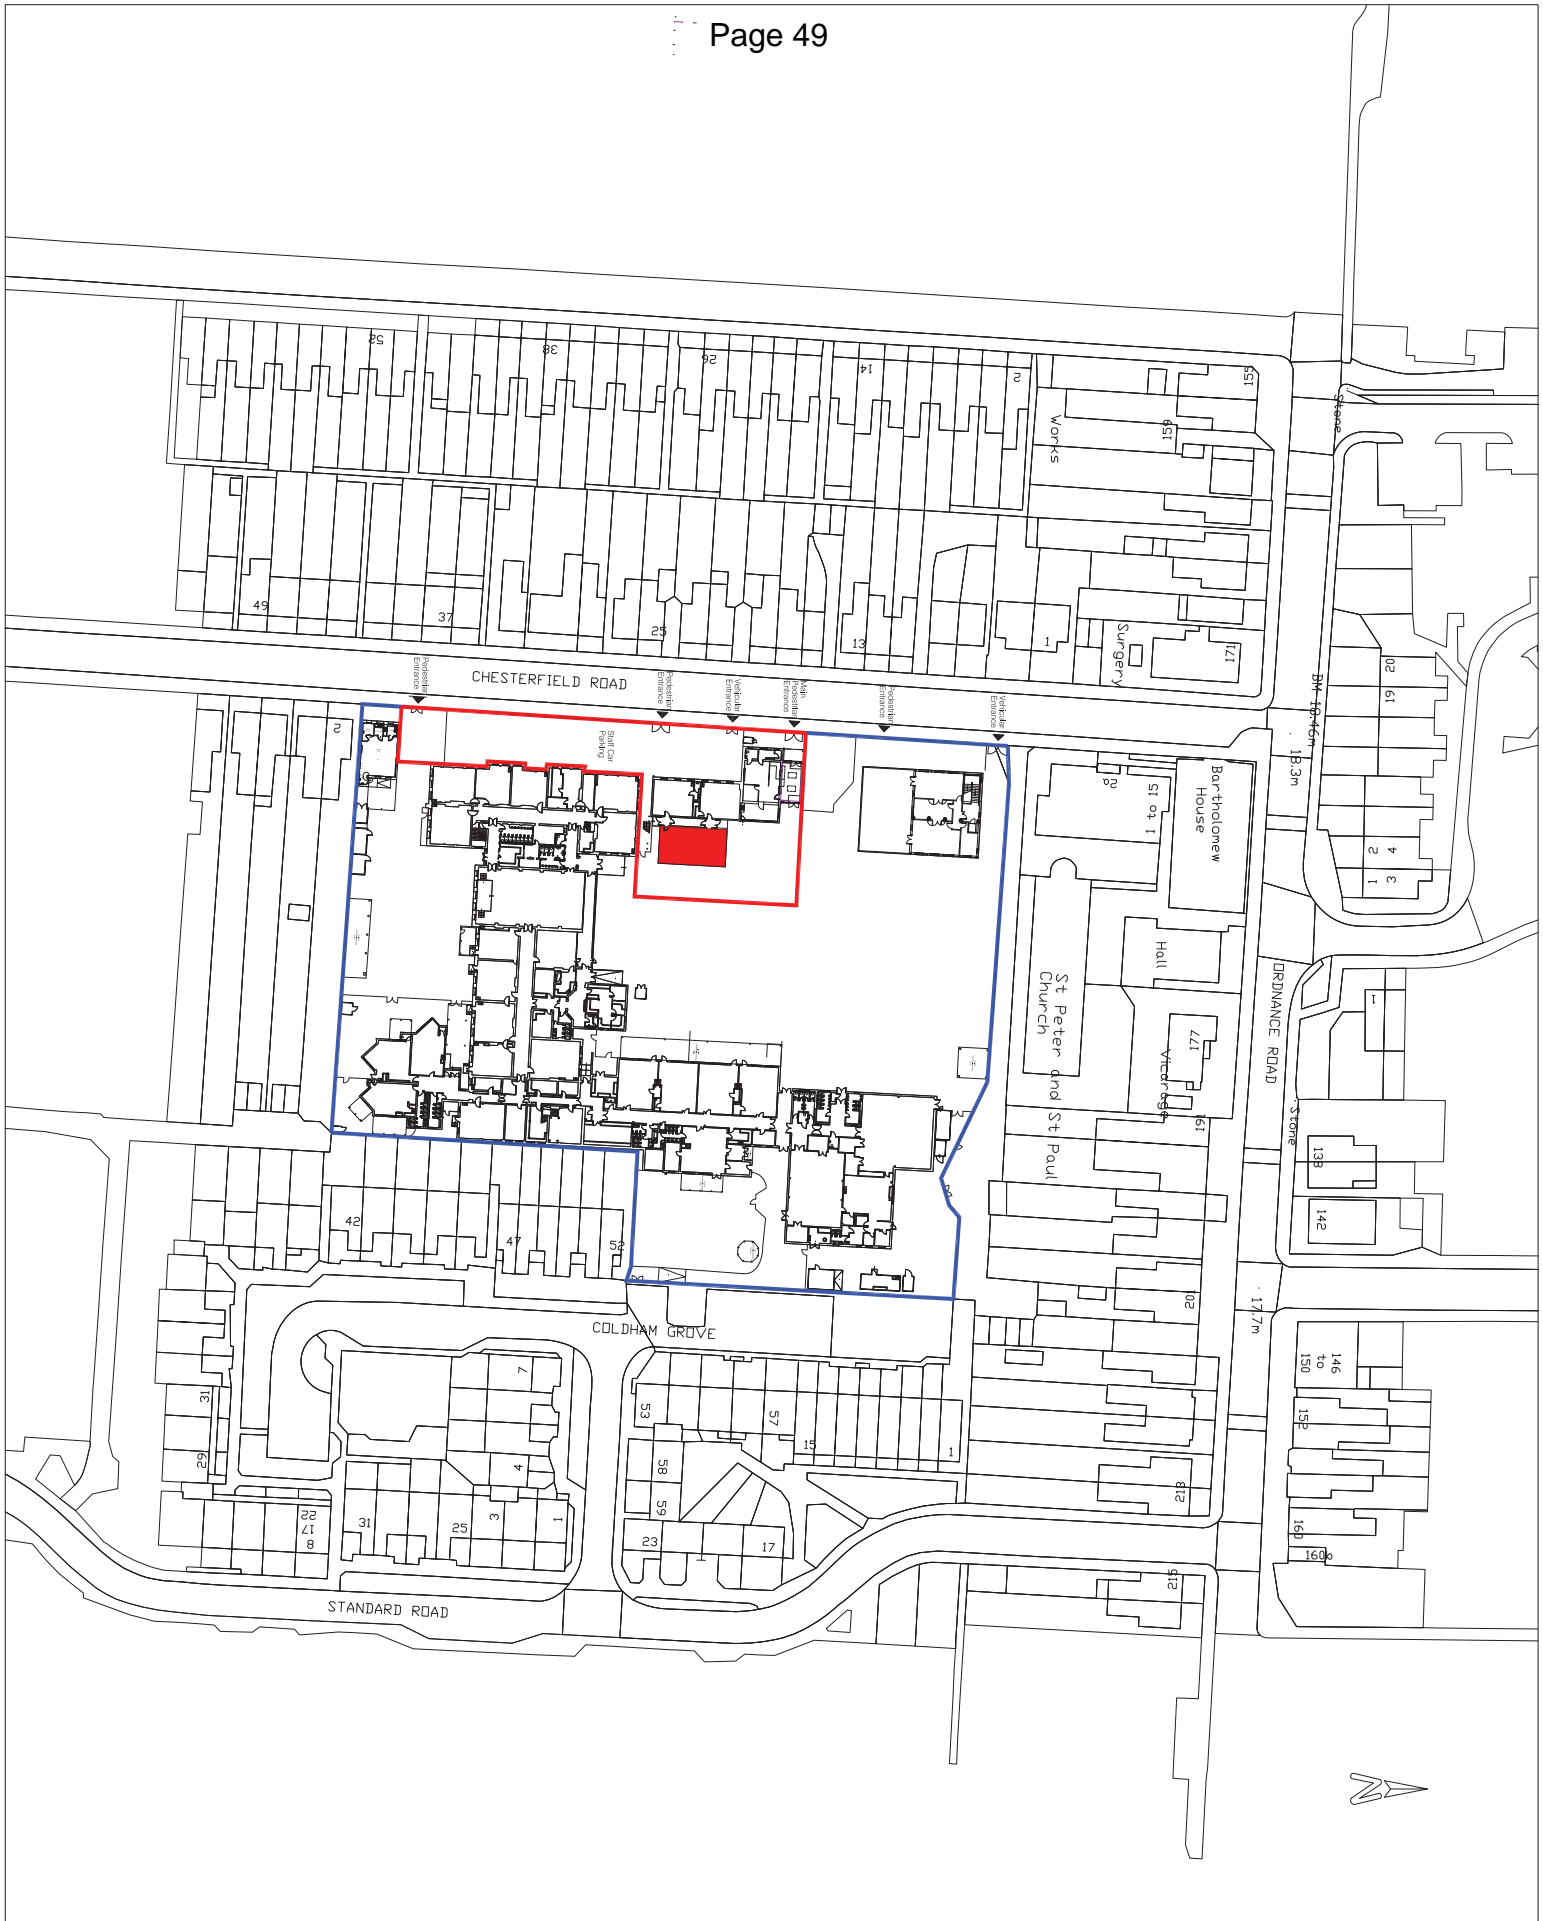 Page 49
52
38
26
14
2
155
Works
159
Stone
49
37
25
13
1
Surgery
171
BM 18.46m
20
19
CHESTERFIELD ROAD
Pedestrian
Entrance
Pedestrian
Entrance
Vehicular
Entrance
Main
Pedestrian
Entrance
Pedestrian
Entrance
Vehicular
Entrance
Staff Car
Parking
2
2a
1 to 15
Bartholomew
House
18.3m
2
4
1
3
Hall
St Peter and St Paul
Church
177
Vicarage
ORDNANCE ROAD
1
Stone
191
138
142
42
47
52
201
17.7m
COLDHAM GROVE
146
to
150
7
31
53
57
15
1
152
29
4
58
59
213
22
17
8
31
25
3
1
23
17
160
160a
215
STANDARD ROAD
N